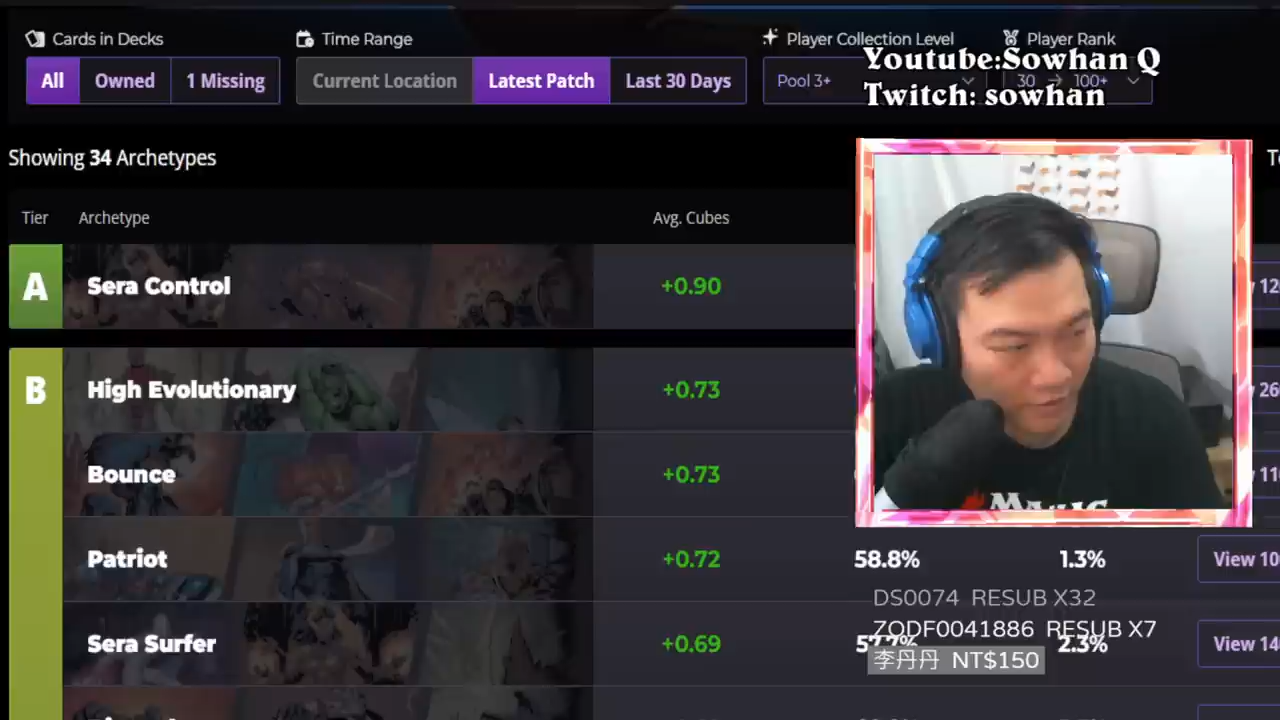 Cards in Decks
Time Range
Player Collection Level
Player Rank
Youtube:Sowhan Q
All
Owned
1 Missing
Current Location
Latest Patch
Last 30 Days
Pool 3+
30 → 100+
Twitch: sowhan
Showing 34 Archetypes
Tier
Archetype
Avg. Cubes
A
Sera Control
+0.90
B
High Evolutionary
+0.73
Bounce
+0.73
Patriot
+0.72
58.8%
1.3%
View 10
DS0074 RESUB X32
ZQDF0041886 RESUB X7
Sera Surfer
+0.69
2.3%
View 14
李丹丹 NT$150